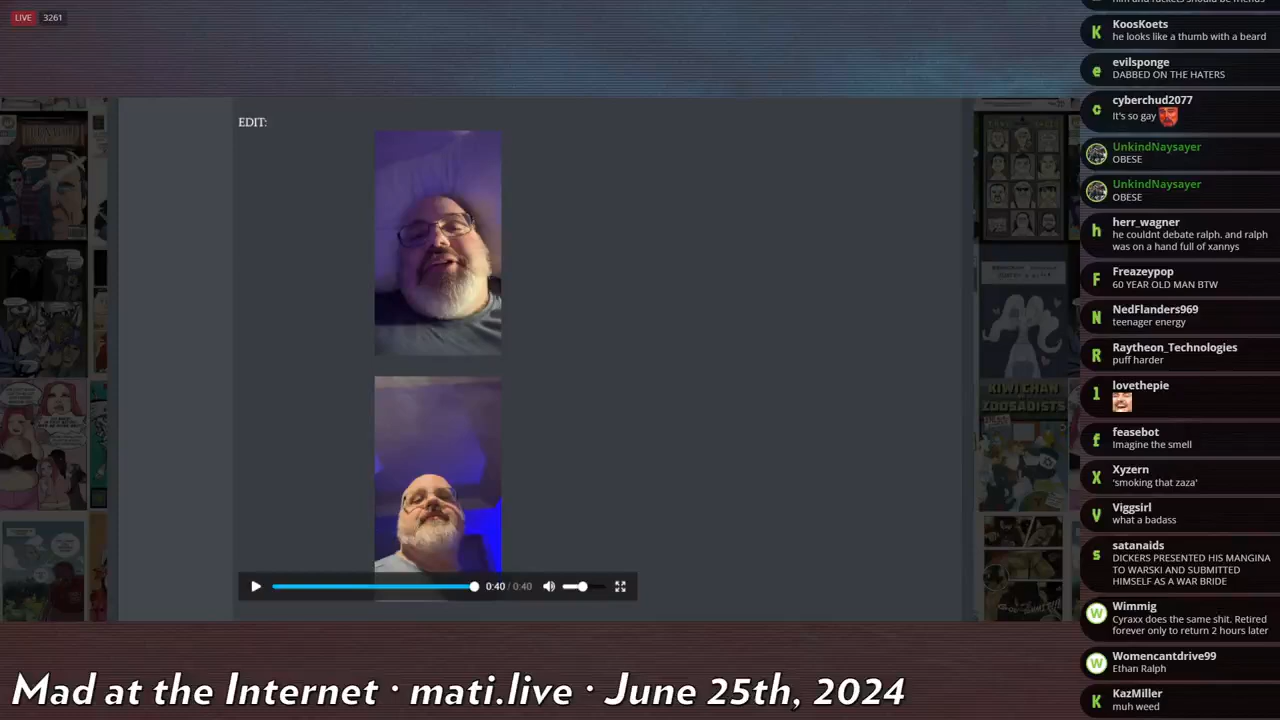 LIVE 3261
EDIT:
0:40 / 0:40
KIWI CHAN
ZOOSADISTS
KoosKoets
he looks like a thumb with a beard
evilsponge
DABBED ON THE HATERS
cyberchud2077
It's so gay
UnkindNaysayer
OBESE
UnkindNaysayer
OBESE
herr_wagner
he couldnt debate ralph. and ralph
was on a hand full of xannys
Freazeypop
60 YEAR OLD MAN BTW
NedFlanders969
teenager energy
Raytheon_Technologies
puff harder
lovethepie
feasebot
Imagine the smell
Xyzern
'smoking that zaza'
Viggsirl
what a badass
satanaids
DICKERS PRESENTED HIS MANGINA
TO WARSKI AND SUBMITTED
HIMSELF AS A WAR BRIDE
Wimmig
Cyraxx does the same shit. Retired
forever only to return 2 hours later
Womencantdrive99
Ethan Ralph
KazMiller
muh weed
Mad at the Internet · mati.live · June 25th, 2024